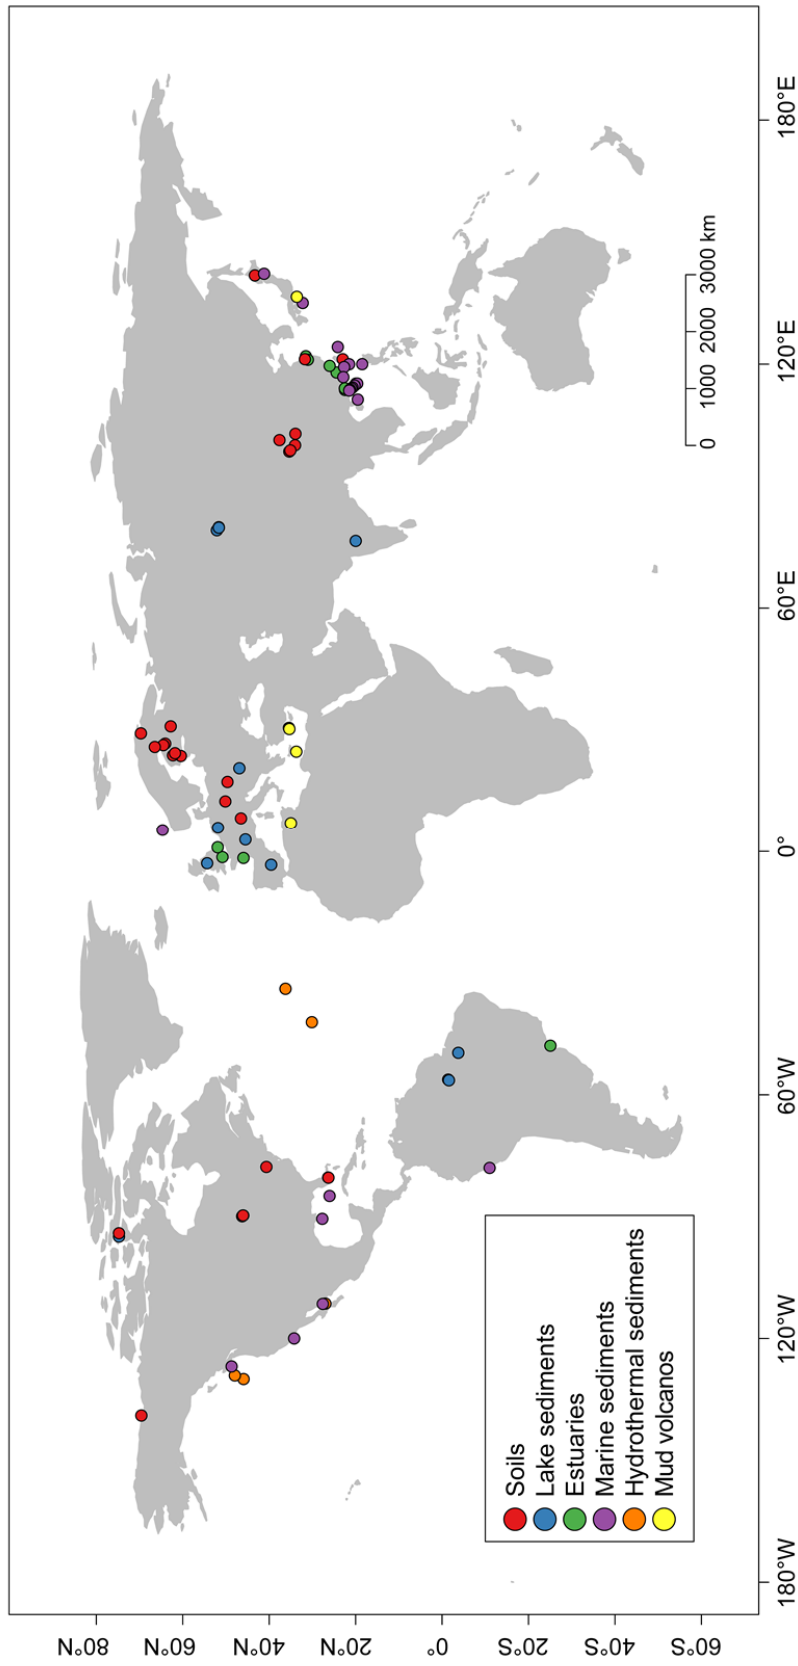 80°N
60°N
40°N
20°N
0°
20°S
40°S
60°S
180°W
120°W
60°W
0°
60°E
120°E
180°E
0 1000 2000 3000 km
Soils
Lake sediments
Estuaries
Marine sediments
Hydrothermal sediments
Mud volcanos